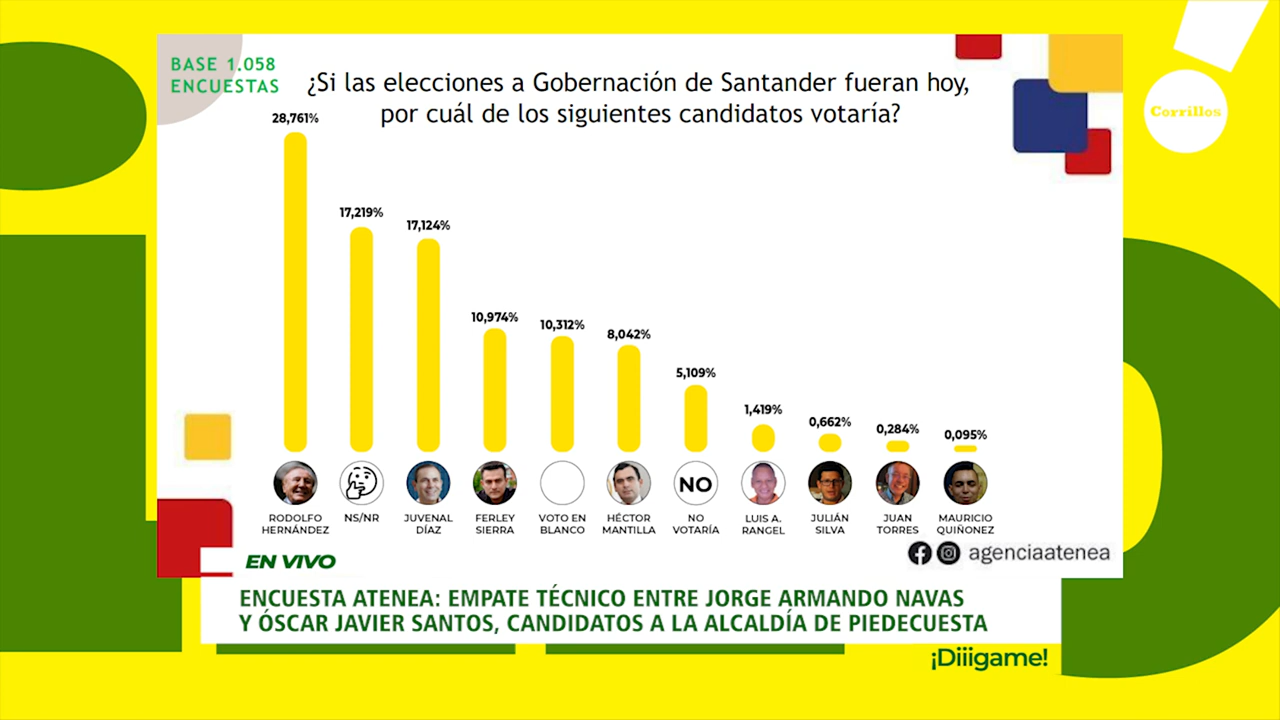 BASE 1.058
ENCUESTAS
¿Si las elecciones a Gobernación de Santander fueran hoy,
por cuál de los siguientes candidatos votaría?
Corrillos
28,761%
17,219%
17,124%
10,974%
10,312%
8,042%
5,109%
1,419%
0,662%
0,284%
0,095%
NO
RODOLFO
HERNÁNDEZ
NS/NR
JUVENAL
DÍAZ
FERLEY
SIERRA
VOTO EN
BLANCO
HÉCTOR
MANTILLA
NO
VOTARÍA
LUIS A.
RANGEL
JULIÁN
SILVA
JUAN
TORRES
MAURICIO
QUIÑONEZ
agenciaatenea
EN VIVO
ENCUESTA ATENEA: EMPATE TÉCNICO ENTRE JORGE ARMANDO NAVAS
Y ÓSCAR JAVIER SANTOS, CANDIDATOS A LA ALCALDÍA DE PIEDECUESTA
¡Diiigame!